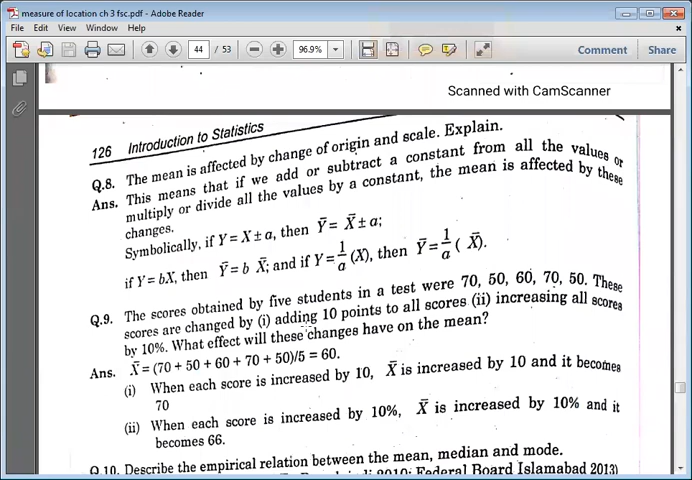 measure of location ch 3 fsc.pdf - Adobe Reader
File Edit View Window Help
44 / 53 96.9% Comment Share
Scanned with CamScanner
126 Introduction to Statistics
Q.8. The mean is affected by change of origin and scale. Explain.
Ans. This means that if we add or subtract a constant from all the values or
multiply or divide all the values by a constant, the mean is affected by these
changes.
Symbolically, if Y = X ± a, then Ȳ = X̄ ± a;
if Y = bX, then Ȳ = b X̄; and if Y = 1/a (X), then Ȳ = 1/a ( X̄).
Q.9. The scores obtained by five students in a test were 70, 50, 60, 70, 50. These
scores are changed by (i) adding 10 points to all scores (ii) increasing all scores
by 10%. What effect will these changes have on the mean?
Ans. X̄ = (70 + 50 + 60 + 70 + 50)/5 = 60.
(i) When each score is increased by 10, X̄ is increased by 10 and it becomes
70
(ii) When each score is increased by 10%, X̄ is increased by 10% and it
becomes 66.
Q.10. Describe the empirical relation between the mean, median and mode.
2010; Federal Board Islamabad 2013)